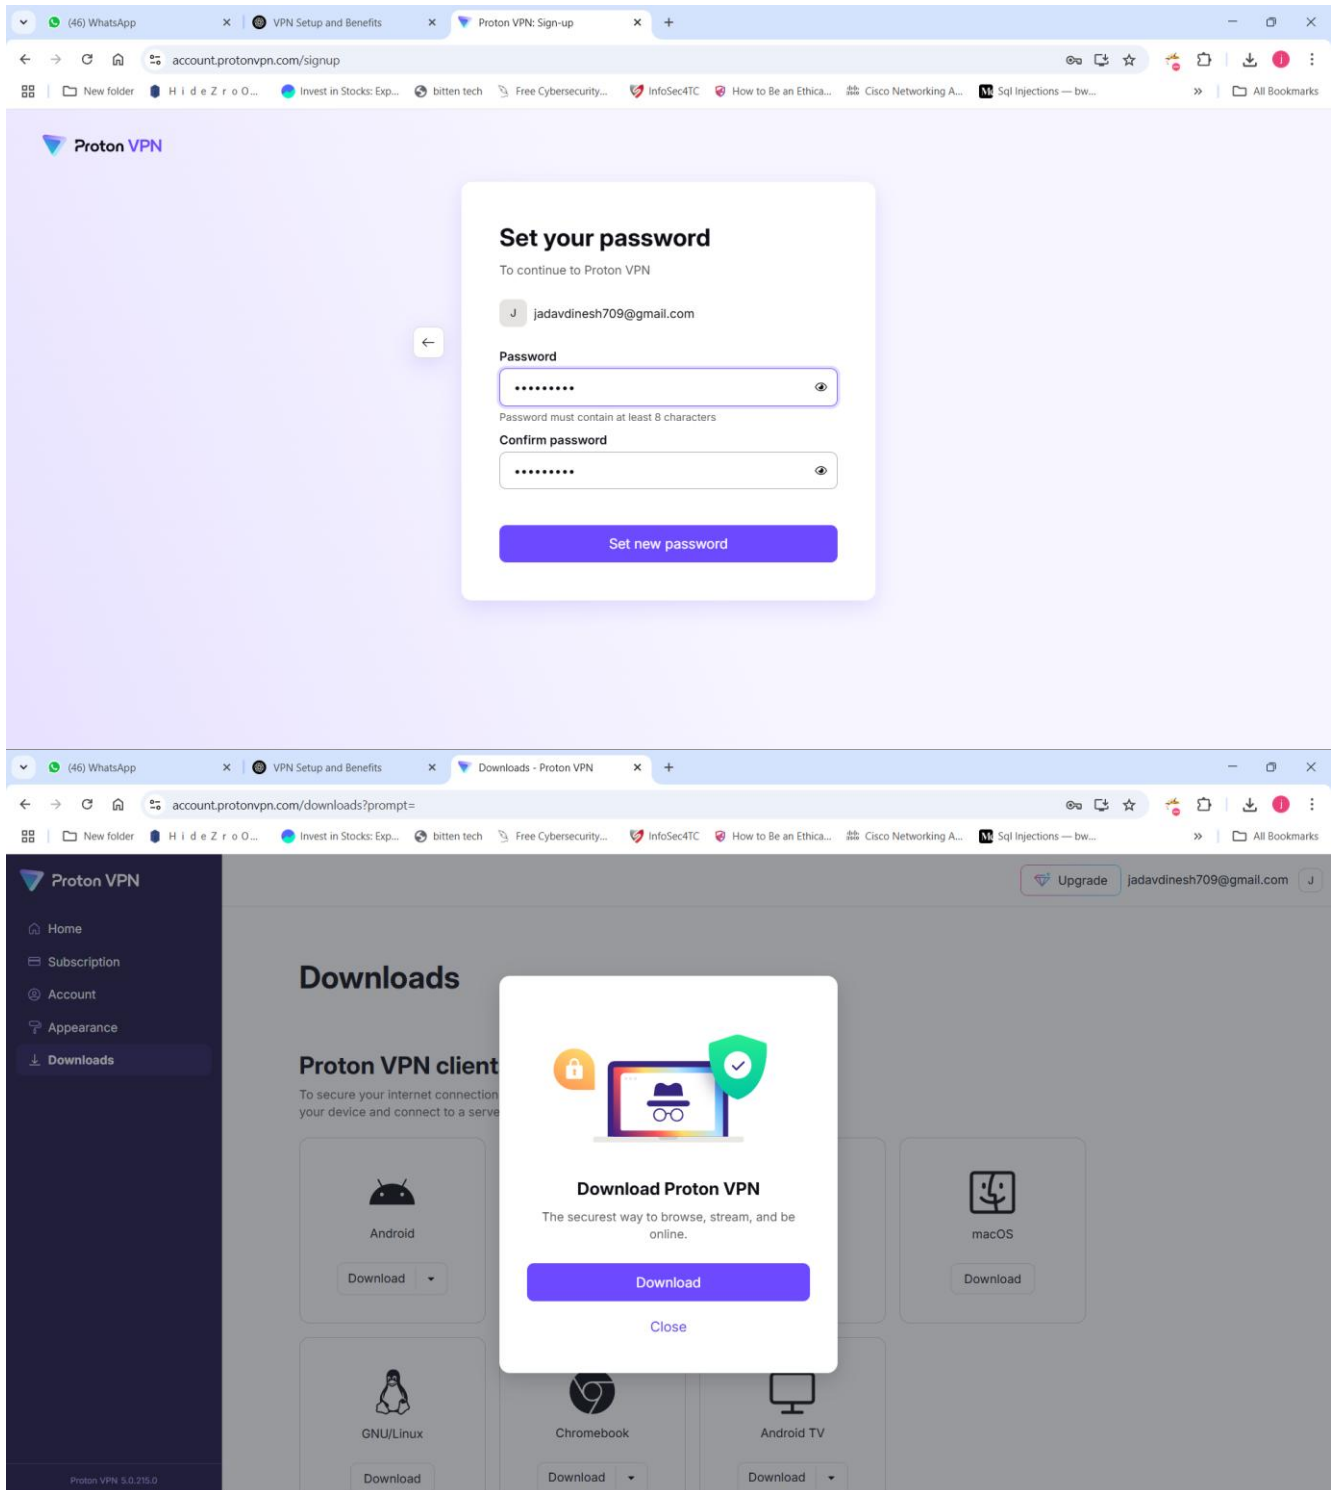 (46) WhatsApp
VPN Setup and Benefits
Proton VPN: Sign-up
account.protonvpn.com/signup
New folder
H i d e Z r o O...
Invest in Stocks: Exp...
bitten tech
Free Cybersecurity...
InfoSec4TC
How to Be an Ethica...
Cisco Networking A...
Sql Injections — bw...
All Bookmarks
Proton VPN
Set your password
To continue to Proton VPN
J jadavdinesh709@gmail.com
Password
•••••••••
Password must contain at least 8 characters
Confirm password
•••••••••
Set new password
(46) WhatsApp
VPN Setup and Benefits
Downloads - Proton VPN
account.protonvpn.com/downloads?prompt=
New folder
H i d e Z r o O...
Invest in Stocks: Exp...
bitten tech
Free Cybersecurity...
InfoSec4TC
How to Be an Ethica...
Cisco Networking A...
Sql Injections — bw...
All Bookmarks
Proton VPN
Upgrade
jadavdinesh709@gmail.com J
Home
Subscription
Account
Appearance
Downloads
Downloads
Proton VPN client
To secure your internet connection
your device and connect to a serve
Android
Download
macOS
Download
Download Proton VPN
The securest way to browse, stream, and be
online.
Download
Close
GNU/Linux
Download
Chromebook
Download
Android TV
Download
Proton VPN 5.0.215.0